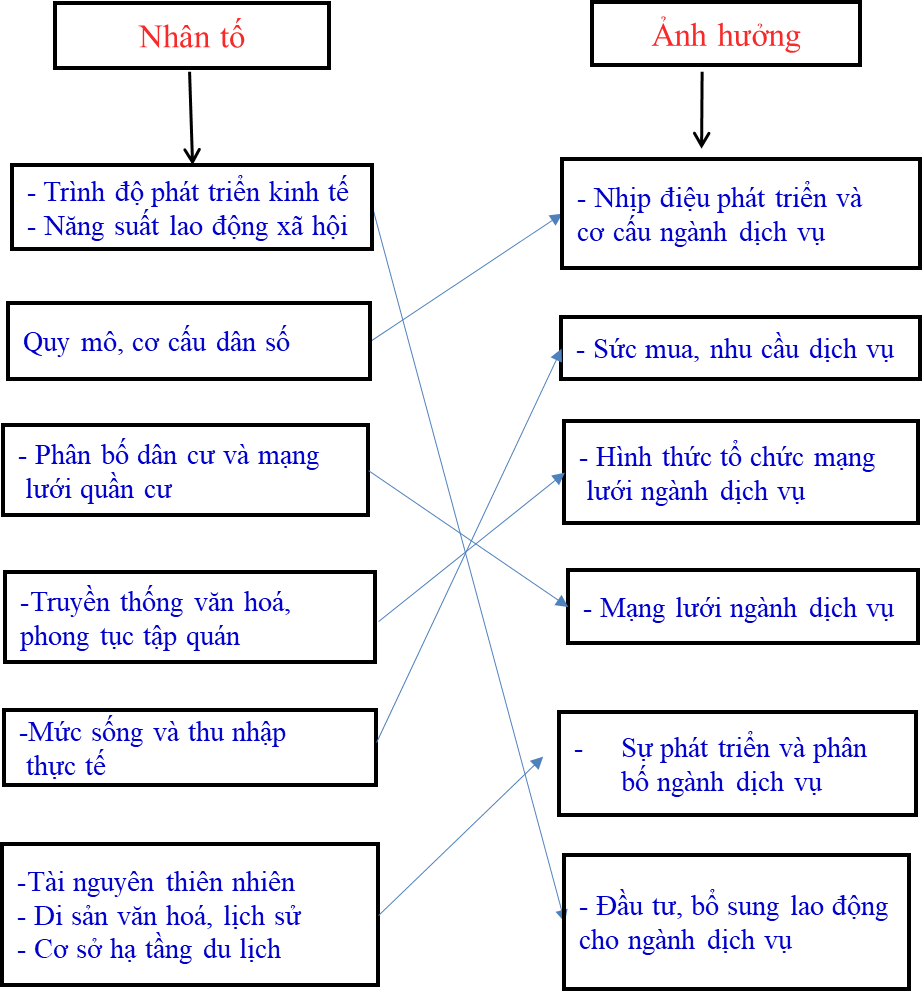 Nhân tố
Ảnh hưởng
- Trình độ phát triển kinh tế
- Năng suất lao động xã hội
- Nhịp điệu phát triển và
cơ cấu ngành dịch vụ
Quy mô, cơ cấu dân số
- Sức mua, nhu cầu dịch vụ
- Phân bố dân cư và mạng
lưới quần cư
- Hình thức tổ chức mạng
lưới ngành dịch vụ
-Truyền thống văn hoá,
phong tục tập quán
- Mạng lưới ngành dịch vụ
-Mức sống và thu nhập
thực tế
- Sự phát triển và phân
bố ngành dịch vụ
-Tài nguyên thiên nhiên
- Di sản văn hoá, lịch sử
- Cơ sở hạ tầng du lịch
- Đầu tư, bổ sung lao động
cho ngành dịch vụ